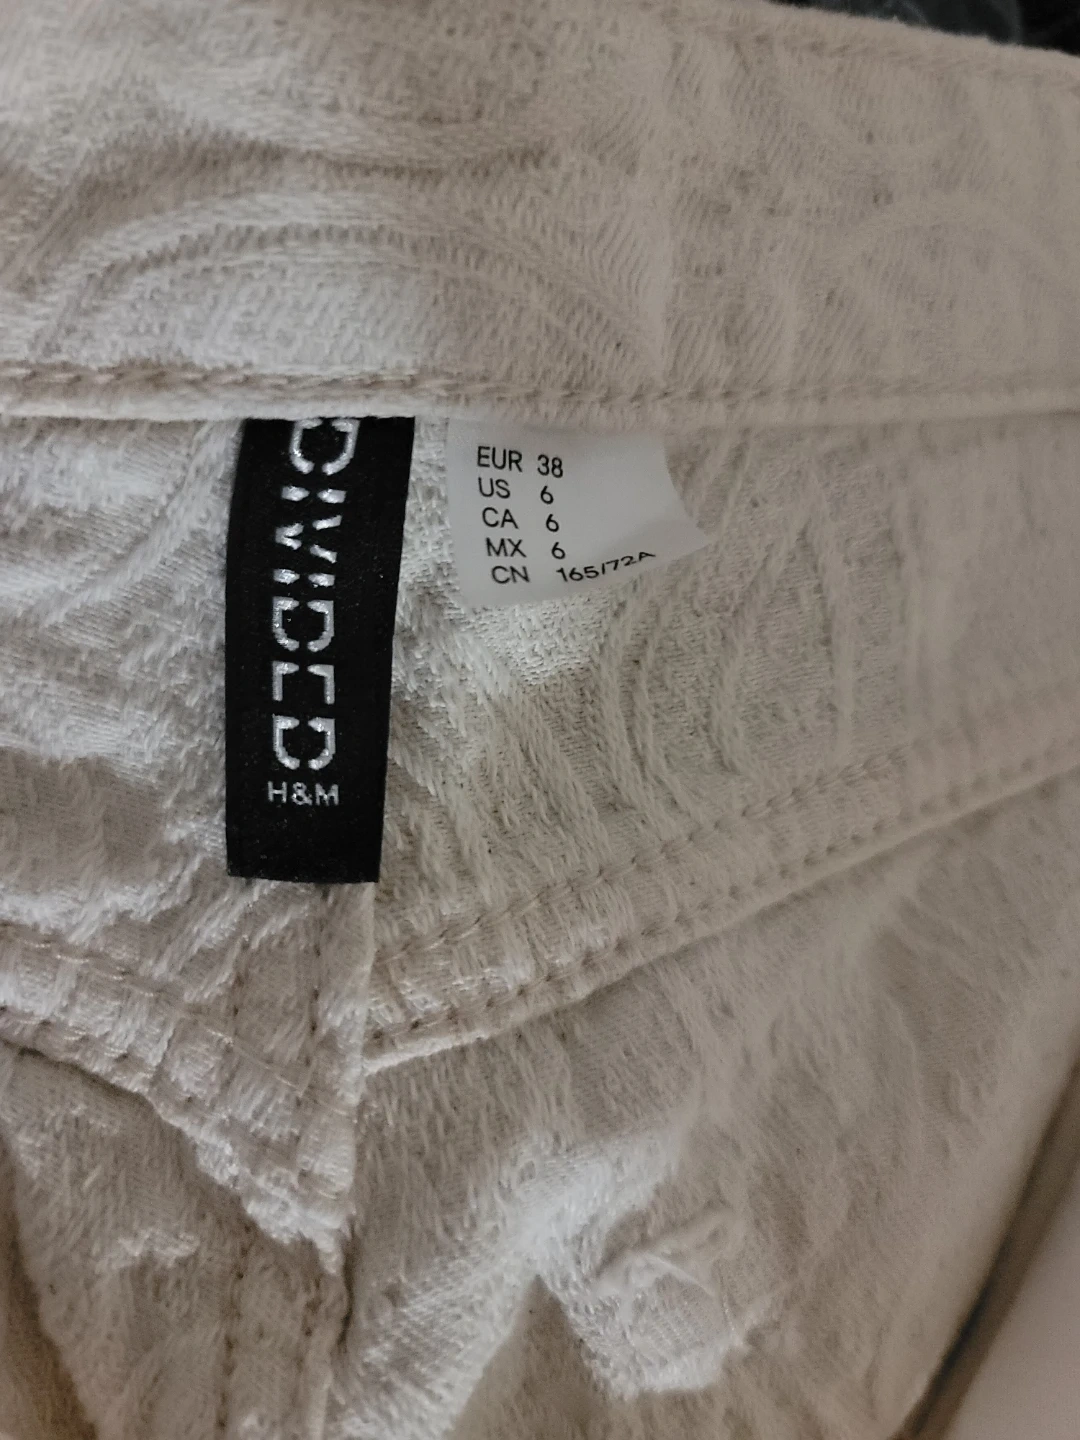 DIVIDED
H&M
EUR 38
US 6
CA 6
MX 6
CN 165/72A